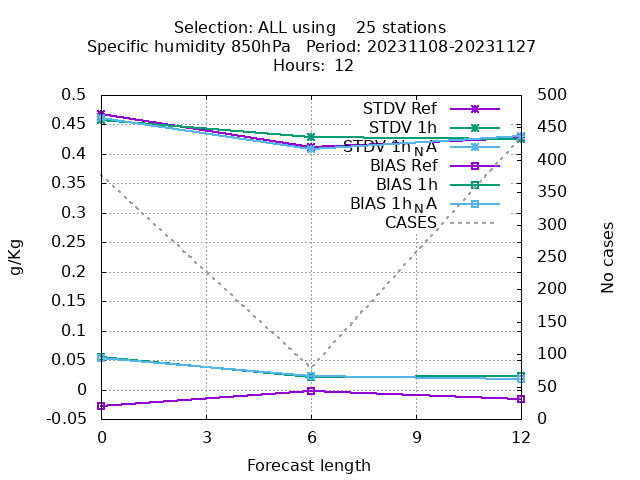 Selection: ALL using    25 stations
Specific humidity 850hPa   Period: 20231108-20231127
Hours:  12
0.5
0.45
0.4
0.35
0.3
0.25
0.2
0.15
0.1
0.05
0
-0.05
g/Kg
STDV Ref
STDV 1h
STDV 1hNA
BIAS Ref
BIAS 1h
BIAS 1hNA
CASES
500
450
400
350
300
250
200
150
100
50
0
No cases
0 3 6 9 12
Forecast length